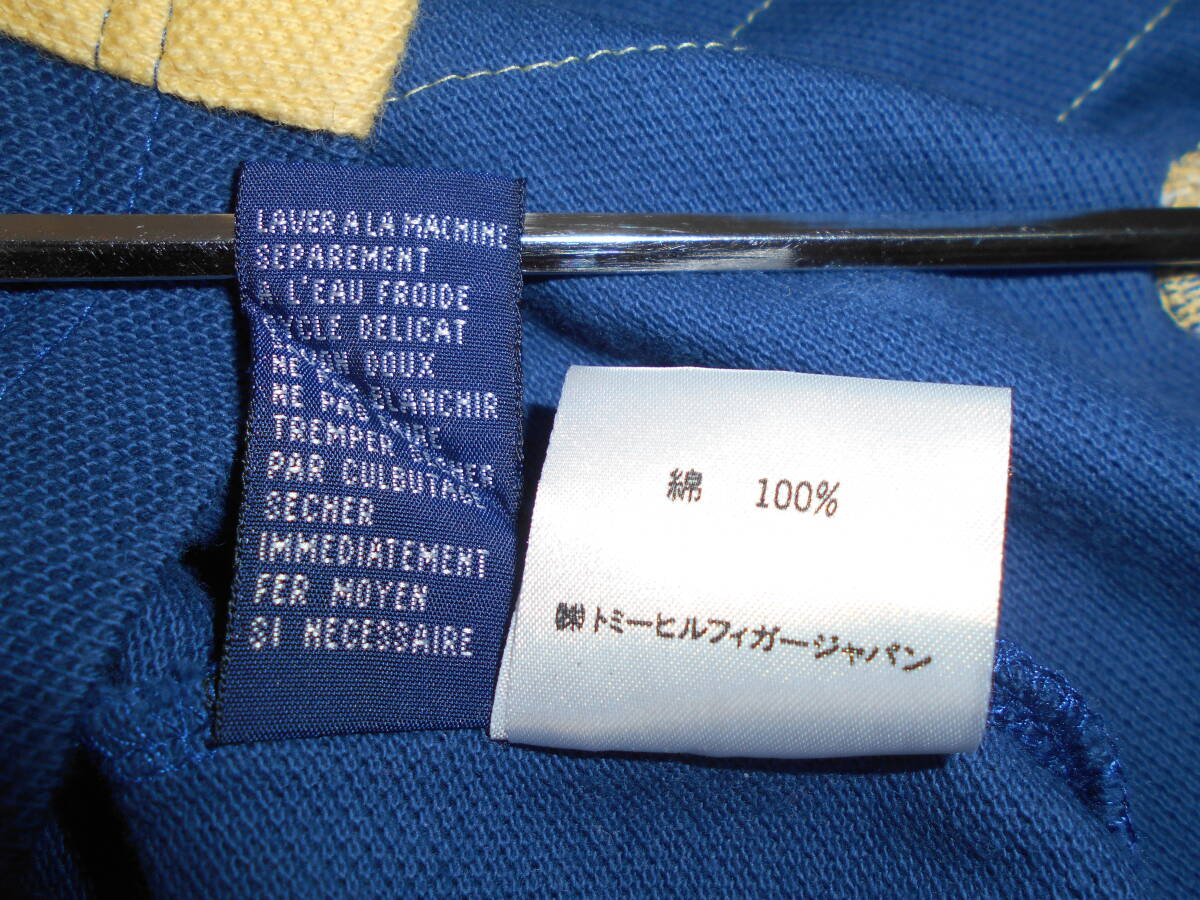 LAVER A LA MACHINE
SEPAREMENT
A L'EAU FROIDE
CYCLE DELICAT
DOUX
NE PAS BLANCHIR
TREMPER
PAR CULBUTAGE
SECHER
IMMEDIATEMENT
FER MOYEN
SI NECESSAIRE
綿 100%
㈱トミーヒルフィガージャパン